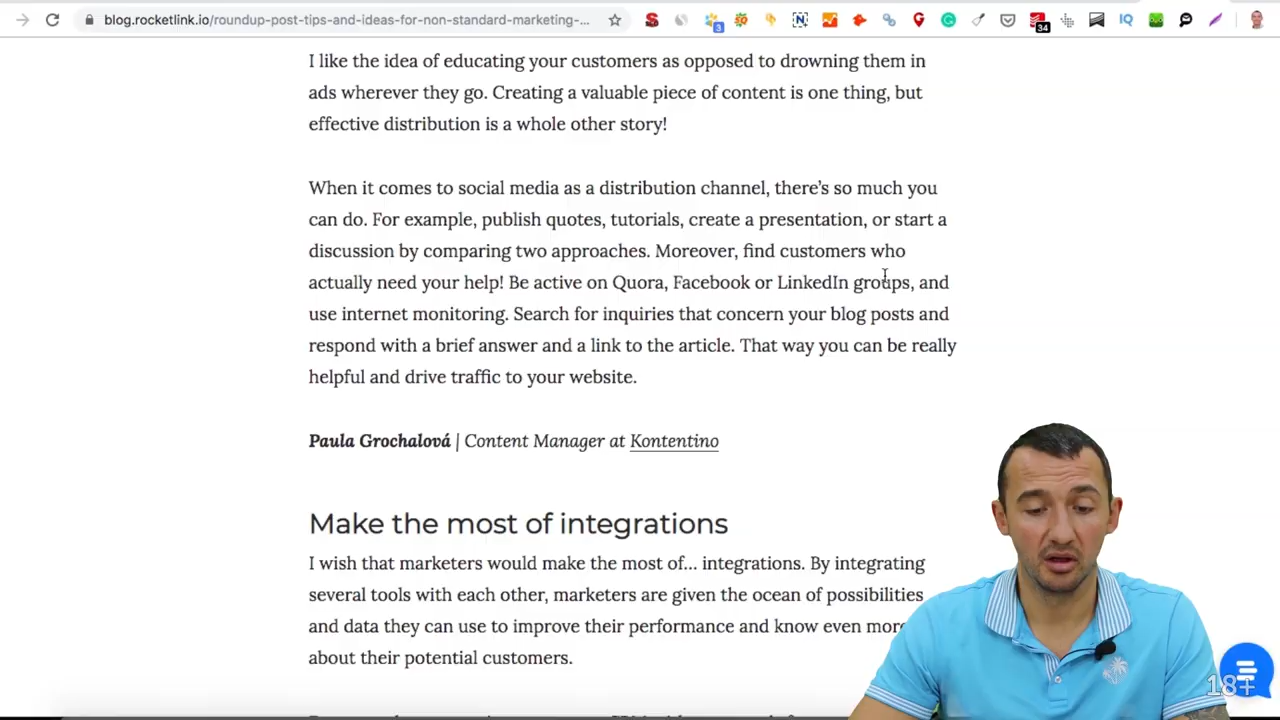 blog.rocketlink.io/roundup-post-tips-and-ideas-for-non-standard-marketing-...
3
34
I like the idea of educating your customers as opposed to drowning them in
ads wherever they go. Creating a valuable piece of content is one thing, but
effective distribution is a whole other story!
When it comes to social media as a distribution channel, there’s so much you
can do. For example, publish quotes, tutorials, create a presentation, or start a
discussion by comparing two approaches. Moreover, find customers who
actually need your help! Be active on Quora, Facebook or LinkedIn groups, and
use internet monitoring. Search for inquiries that concern your blog posts and
respond with a brief answer and a link to the article. That way you can be really
helpful and drive traffic to your website.
Paula Grochalová | Content Manager at Kontentino
Make the most of integrations
I wish that marketers would make the most of... integrations. By integrating
several tools with each other, marketers are given the ocean of possibilities
and data they can use to improve their performance and know even more
about their potential customers.
18+